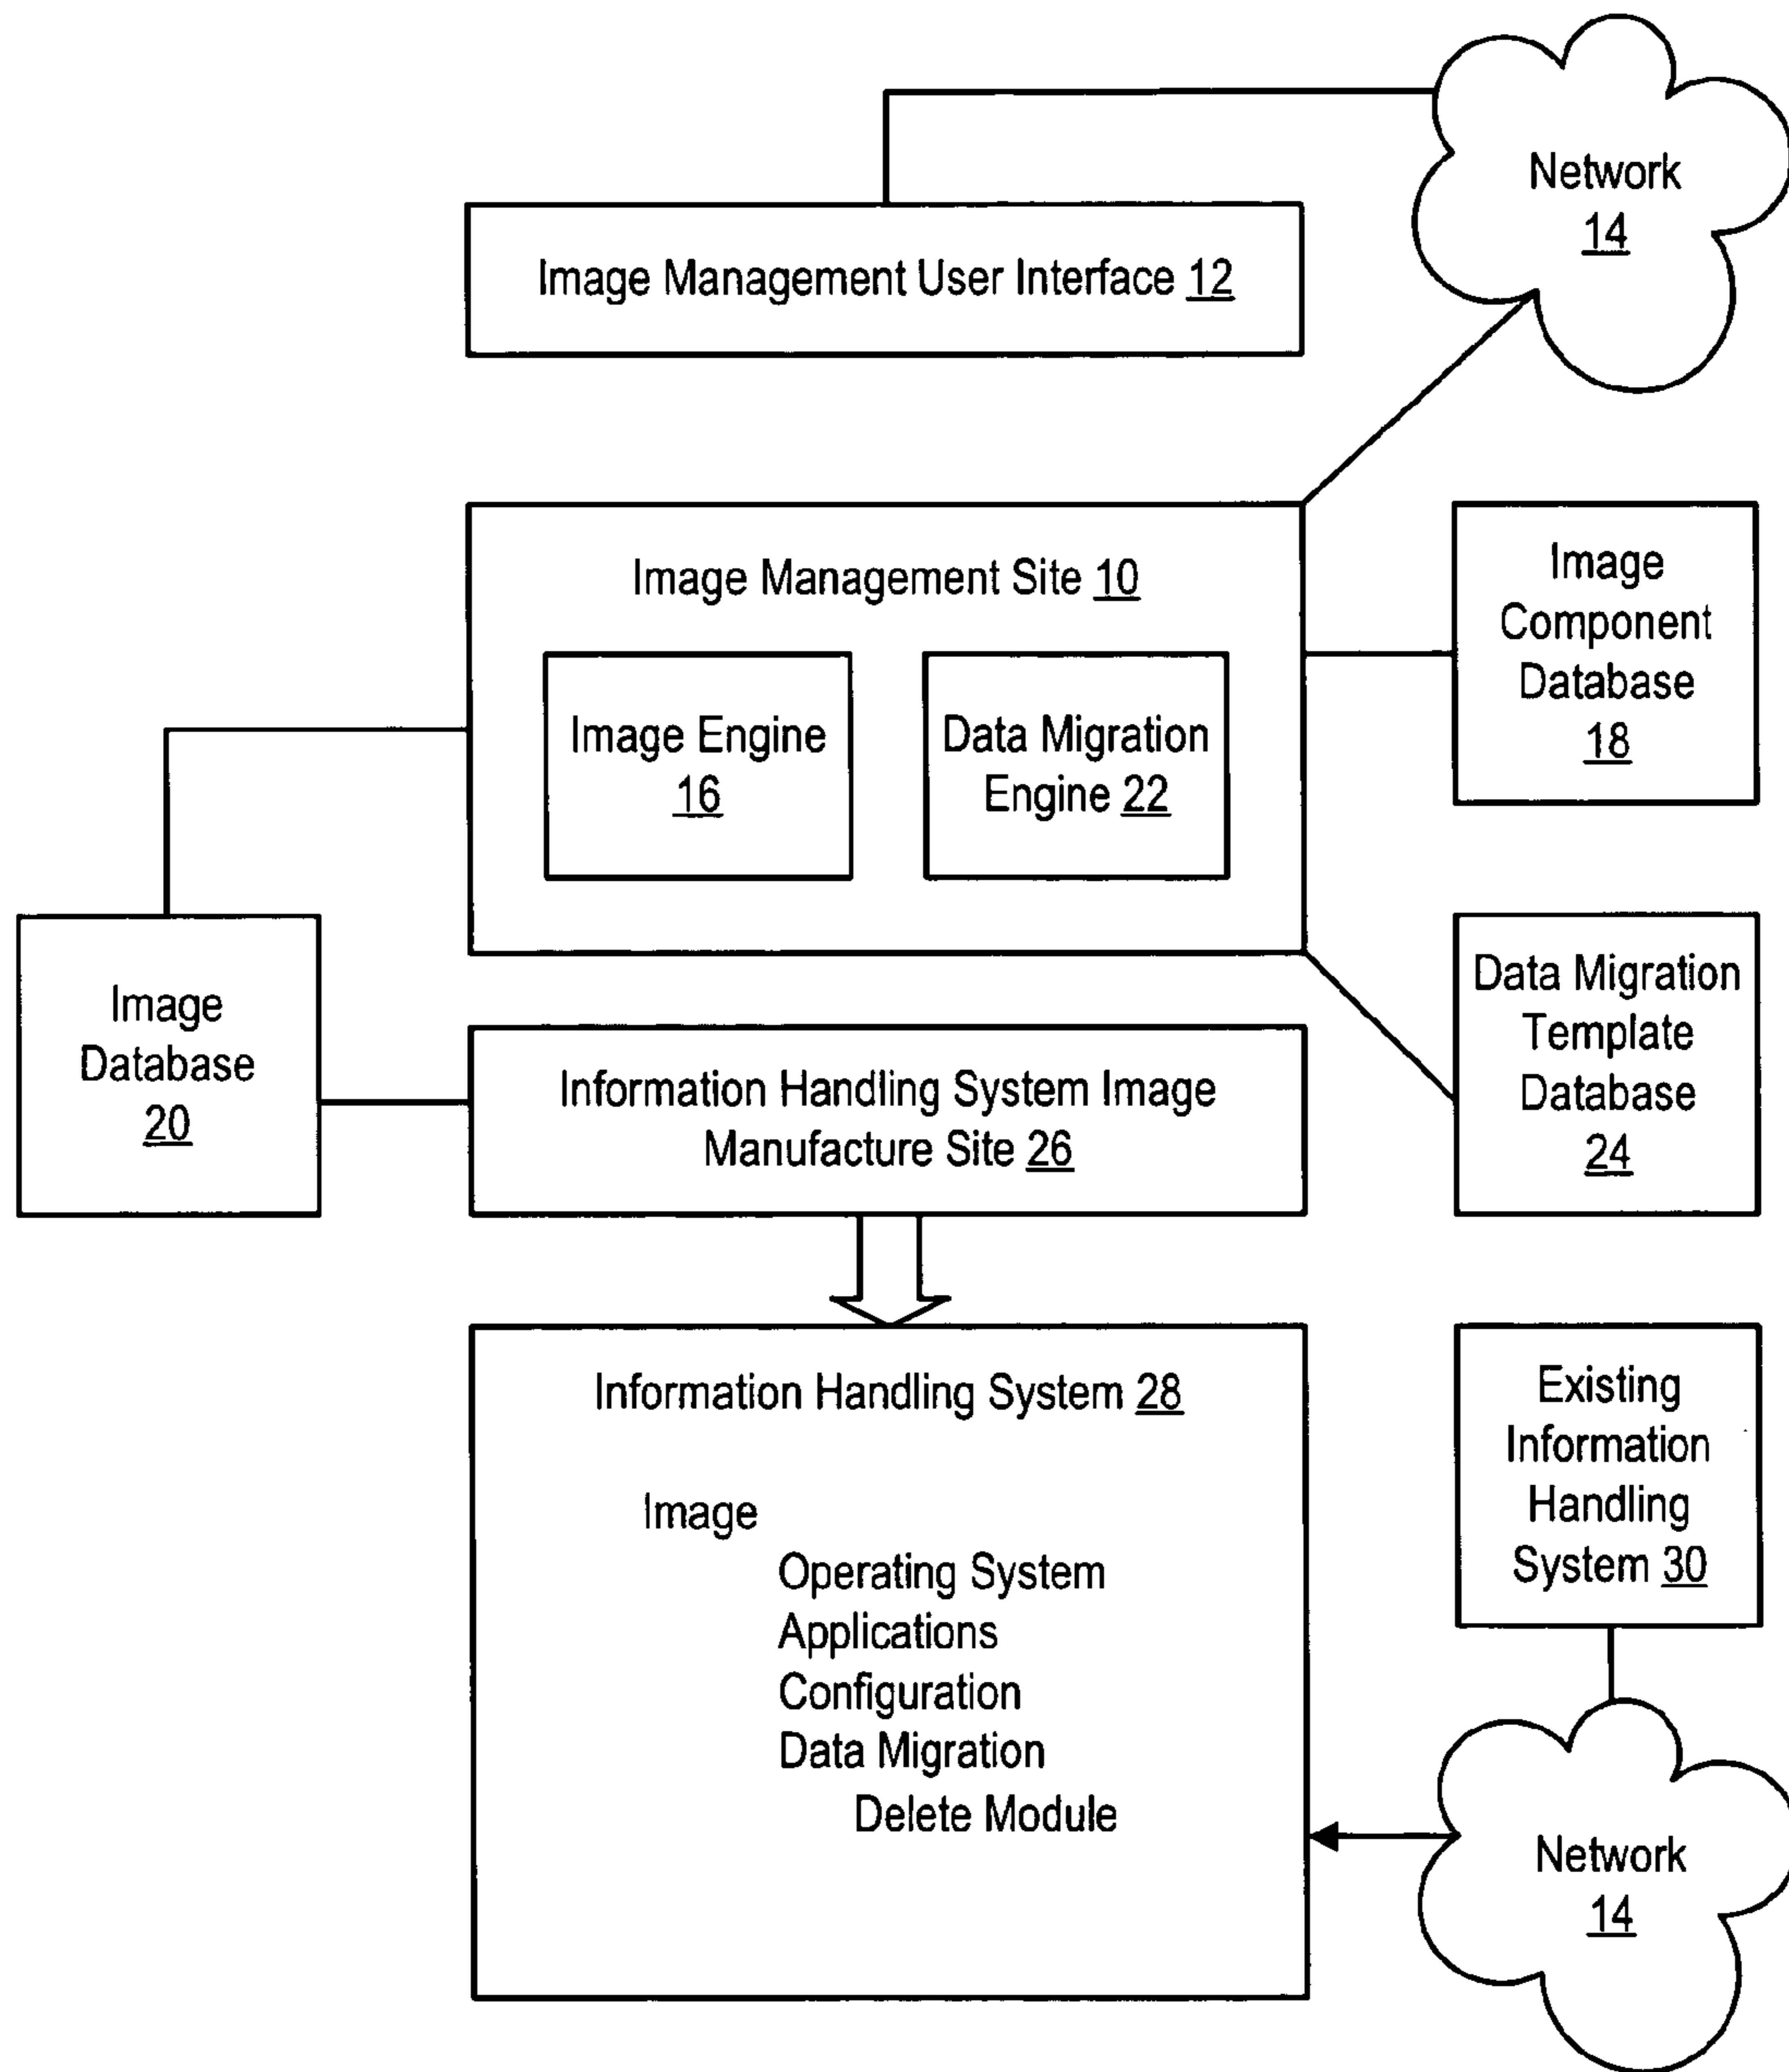 Network
14
Image Management User Interface 12
Image Management Site 10
Image Engine
16
Data Migration
Engine 22
Image
Component
Database
18
Image
Database
20
Data Migration
Template
Database
24
Information Handling System Image
Manufacture Site 26
Information Handling System 28
Image
Operating System
Applications
Configuration
Data Migration
Delete Module
Existing
Information
Handling
System 30
Network
14